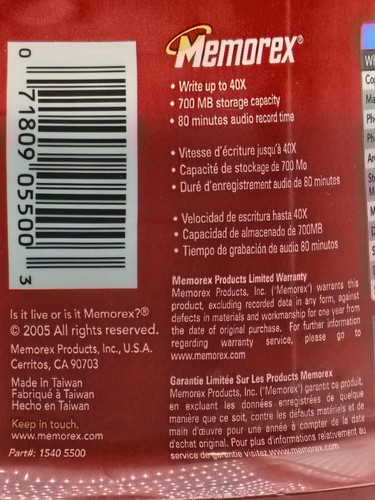 Memorex®
• Write up to 40X
• 700 MB storage capacity
• 80 minutes audio record time
• Vitesse d'écriture jusqu'à 40X
• Capacité de stockage de 700 Mo
• Duré d'enregistrement audio de 80 minutes
• Velocidad de escritura hasta 40X
• Capacidad de almacenado de 700MB
• Tiempo de grabación de audio 80 minutos
Memorex Products Limited Warranty
Memorex Products, Inc. ("Memorex") warrants this
product, excluding recorded data in any form, against
defects in materials and workmanship for one year from
the date of original purchase. For further information
regarding warranty service, please go to
www.memorex.com
Garantie Limitée Sur Les Products Memorex
Memorex Products, Inc. ("Memorex") garantit ce produit,
en excluant les données enregistrées de quelque
manière que ce soit, contre les défauts matériels et de
main d'œuvre pour une année à compter de la date
d'achat original. Pour plus d'informations relativement au
service de garantie visitez www.memorex.com
0 71809 05500 3
Is it live or is it Memorex?®
© 2005 All rights reserved.
Memorex Products, Inc., U.S.A.
Cerritos, CA 90703
Made in Taiwan
Fabriqué à Taiwan
Hecho en Taiwan
Keep in touch.
www.memorex.com
Part#: 1540 5500